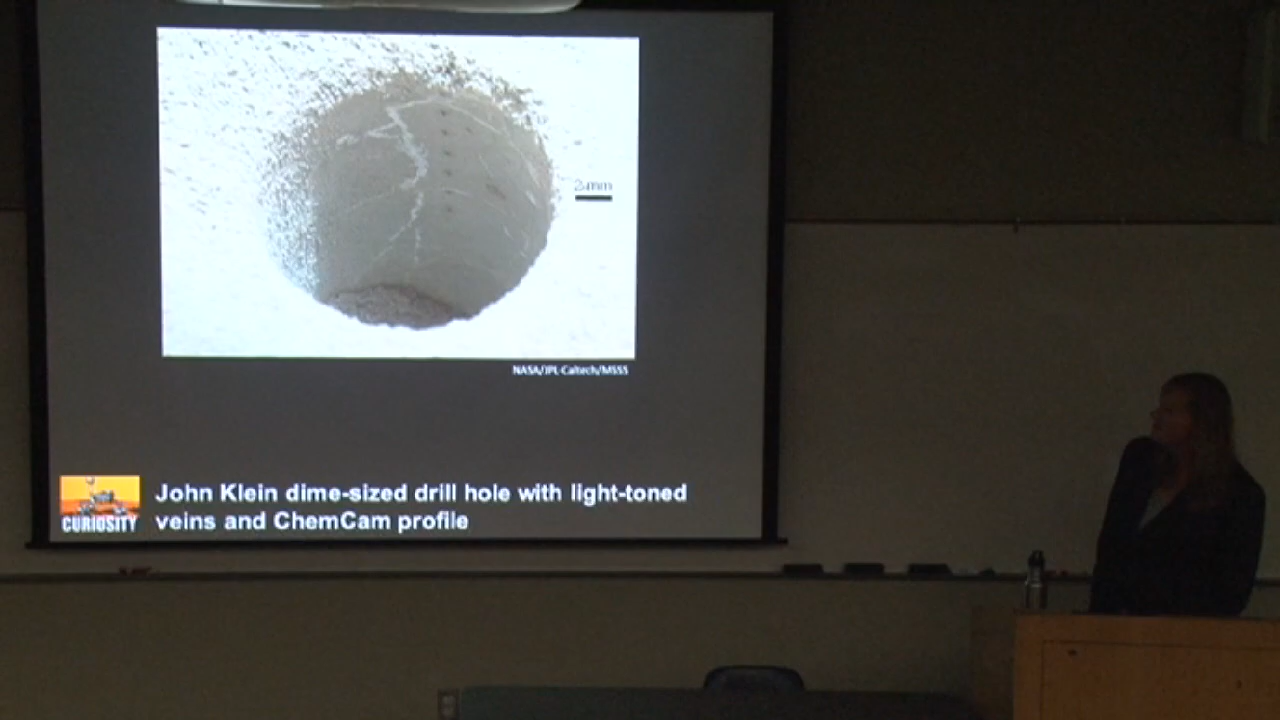 2 mm
NASA/JPL-Caltech/MSSS
CURIOSITY
John Klein dime-sized drill hole with light-toned
veins and ChemCam profile